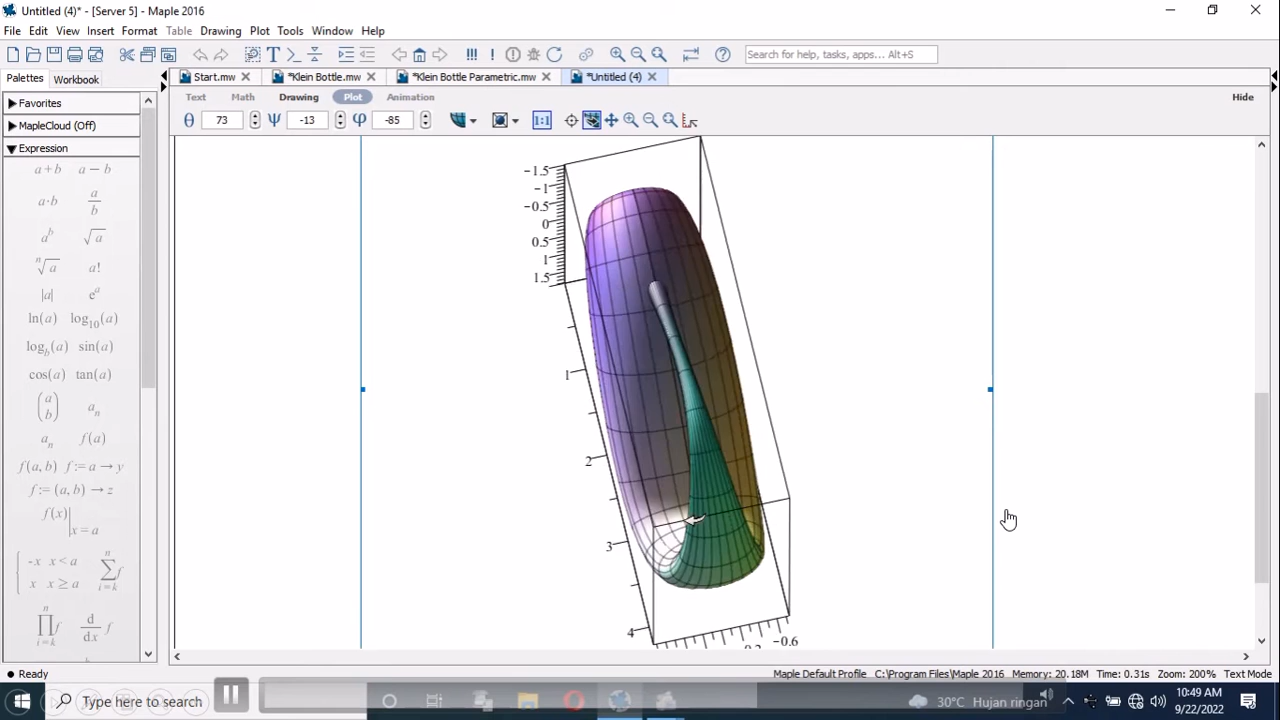 Untitled (4)* - [Server 5] - Maple 2016
File Edit View Insert Format Table Drawing Plot Tools Window Help
Search for help, tasks, apps... Alt+S
Palettes Workbook
Start.mw *Klein Bottle.mw *Klein Bottle Parametric.mw *Untitled (4)
Favorites
Text Math Drawing Plot Animation Hide
MapleCloud (Off)
θ 73 ψ -13 φ -85 1:1
Expression
a+b a−b
a·b a/b
a^b √a
ⁿ√a a!
|a| e^a
ln(a) log₁₀(a)
log_b(a) sin(a)
cos(a) tan(a)
(a b) a_n
a_n f(a)
f(a, b) f := a → y
f := (a, b) → z
f(x)|x = a
{-x x < a
x x ≥ a
∑ f i = k n
∏ f i = k n
d/dx f
−1.5
−1
−0.5
0
0.5
1
1.5
1
2
3
4
-0.6
Ready
Maple Default Profile C:\Program Files\Maple 2016 Memory: 20.18M Time: 0.31s Zoom: 200% Text Mode
Type here to search
30°C Hujan ringan
10:49 AM
9/22/2022